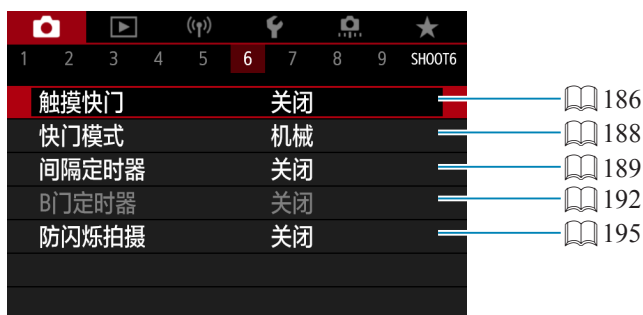 1 2 3 4 5 6 7 8 9 SHOOT6
触摸快门 关闭 186
快门模式 机械 188
间隔定时器 关闭 189
B门定时器 关闭 192
防闪烁拍摄 关闭 195